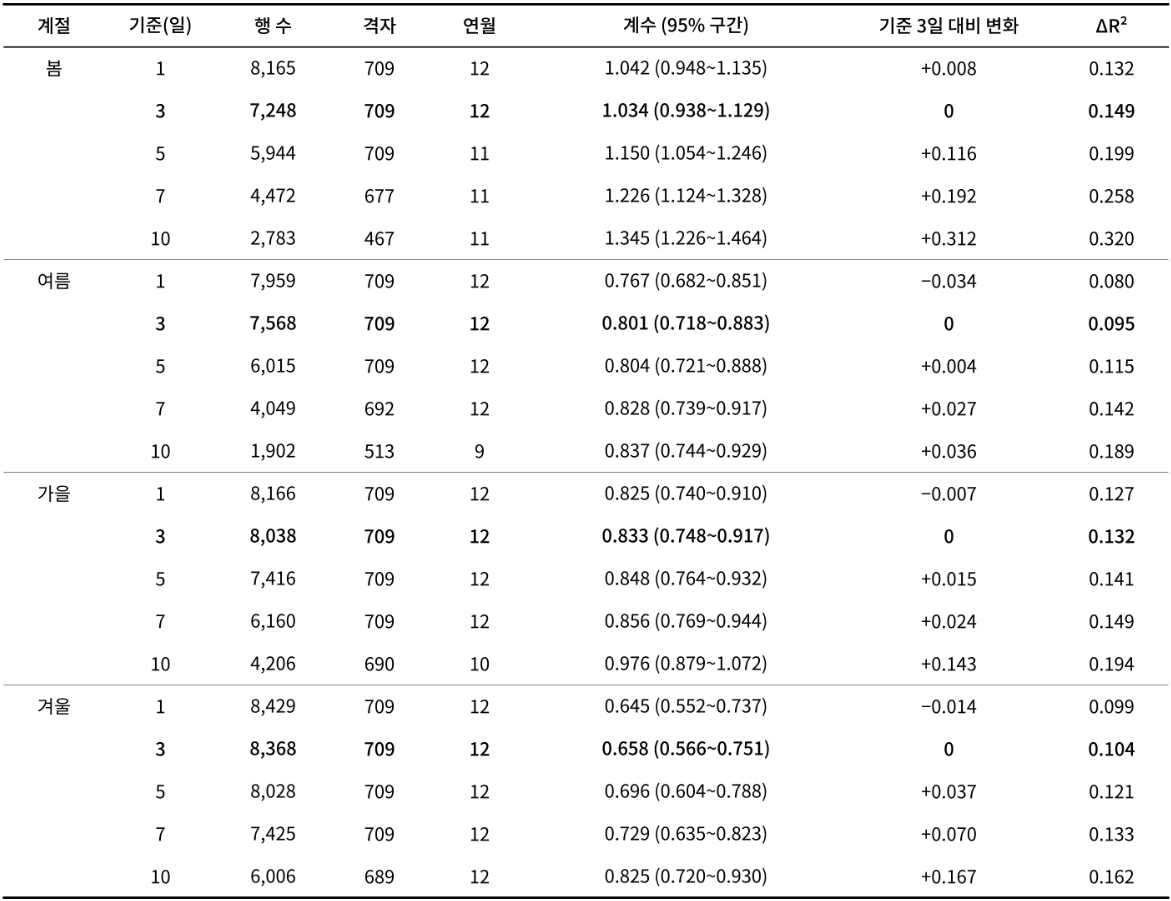 계절 기준(일) 행 수 격자 연월 계수 (95% 구간) 기준 3일 대비 변화 ΔR²
봄 1 8,165 709 12 1.042 (0.948~1.135) +0.008 0.132
3 7,248 709 12 1.034 (0.938~1.129) 0 0.149
5 5,944 709 11 1.150 (1.054~1.246) +0.116 0.199
7 4,472 677 11 1.226 (1.124~1.328) +0.192 0.258
10 2,783 467 11 1.345 (1.226~1.464) +0.312 0.320
여름 1 7,959 709 12 0.767 (0.682~0.851) −0.034 0.080
3 7,568 709 12 0.801 (0.718~0.883) 0 0.095
5 6,015 709 12 0.804 (0.721~0.888) +0.004 0.115
7 4,049 692 12 0.828 (0.739~0.917) +0.027 0.142
10 1,902 513 9 0.837 (0.744~0.929) +0.036 0.189
가을 1 8,166 709 12 0.825 (0.740~0.910) −0.007 0.127
3 8,038 709 12 0.833 (0.748~0.917) 0 0.132
5 7,416 709 12 0.848 (0.764~0.932) +0.015 0.141
7 6,160 709 12 0.856 (0.769~0.944) +0.024 0.149
10 4,206 690 10 0.976 (0.879~1.072) +0.143 0.194
겨울 1 8,429 709 12 0.645 (0.552~0.737) −0.014 0.099
3 8,368 709 12 0.658 (0.566~0.751) 0 0.104
5 8,028 709 12 0.696 (0.604~0.788) +0.037 0.121
7 7,425 709 12 0.729 (0.635~0.823) +0.070 0.133
10 6,006 689 12 0.825 (0.720~0.930) +0.167 0.162